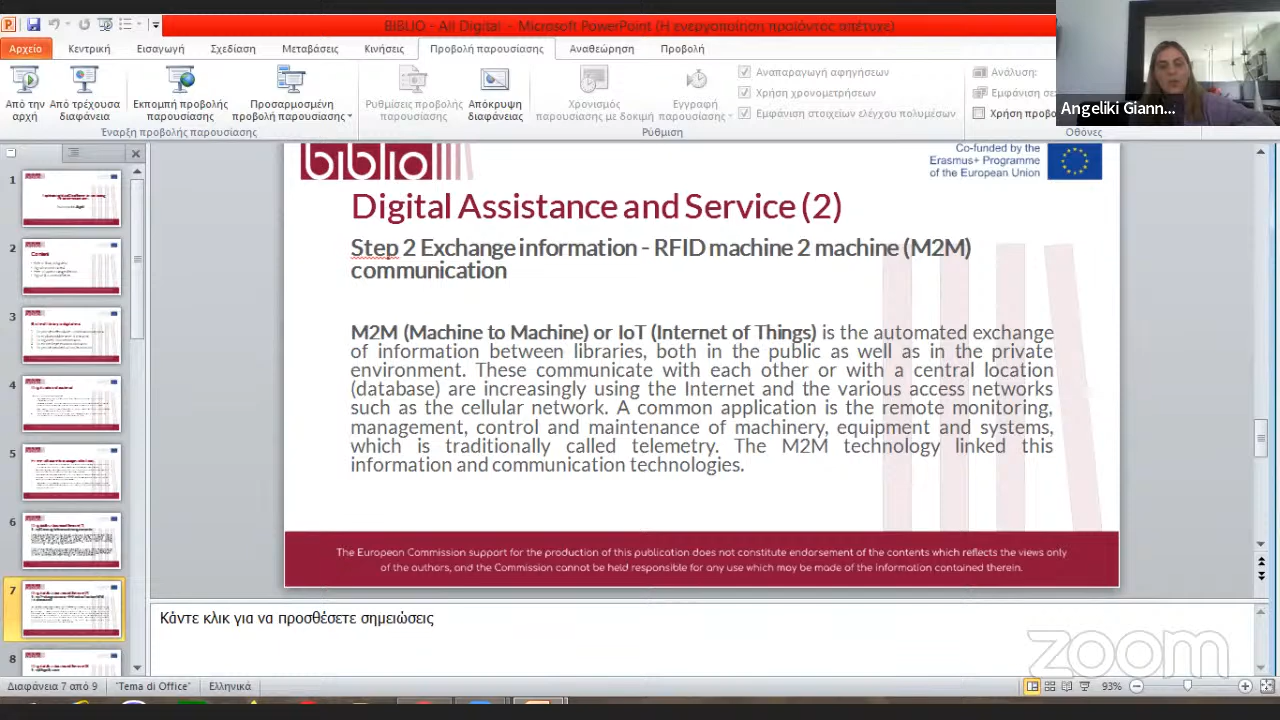 BIBLIO - All Digital - Microsoft PowerPoint (Η ενεργοποίηση προϊόντος απέτυχε)
Αρχείο Κεντρική Εισαγωγή Σχεδίαση Μεταβάσεις Κινήσεις Προβολή παρουσίασης Αναθεώρηση Προβολή
Από την αρχή
Από τρέχουσα διαφάνεια
Εκπομπή προβολής παρουσίασης
Προσαρμοσμένη προβολή παρουσίασης
Ρυθμίσεις προβολής παρουσίασης
Απόκρυψη διαφάνειας
Χρονισμός παρουσίασης με δοκιμή
Εγγραφή παρουσίασης
Αναπαραγωγή αφηγήσεων
Χρήση χρονομετρήσεων
Εμφάνιση στοιχείων ελέγχου πολυμέσων
Ανάλυση:
Εμφάνιση σε
Χρήση προβο
Έναρξη προβολής παρουσίασης
Ρύθμιση
Οθόνες
Angeliki Giann...
biblio
Co-funded by the
Erasmus+ Programme
of the European Union
Digital Assistance and Service (2)
Step 2 Exchange information - RFID machine 2 machine (M2M)
communication
M2M (Machine to Machine) or IoT (Internet of Things) is the automated exchange
of information between libraries, both in the public as well as in the private
environment. These communicate with each other or with a central location
(database) are increasingly using the Internet and the various access networks
such as the cellular network. A common application is the remote monitoring,
management, control and maintenance of machinery, equipment and systems,
which is traditionally called telemetry. The M2M technology linked this
information and communication technologies.
The European Commission support for the production of this publication does not constitute endorsement of the contents which reflects the views only
of the authors, and the Commission cannot be held responsible for any use which may be made of the information contained therein.
1
2
3
4
5
6
7
8
Κάντε κλικ για να προσθέσετε σημειώσεις
zoom
Διαφάνεια 7 από 9 "Tema di Office" Ελληνικά 93%